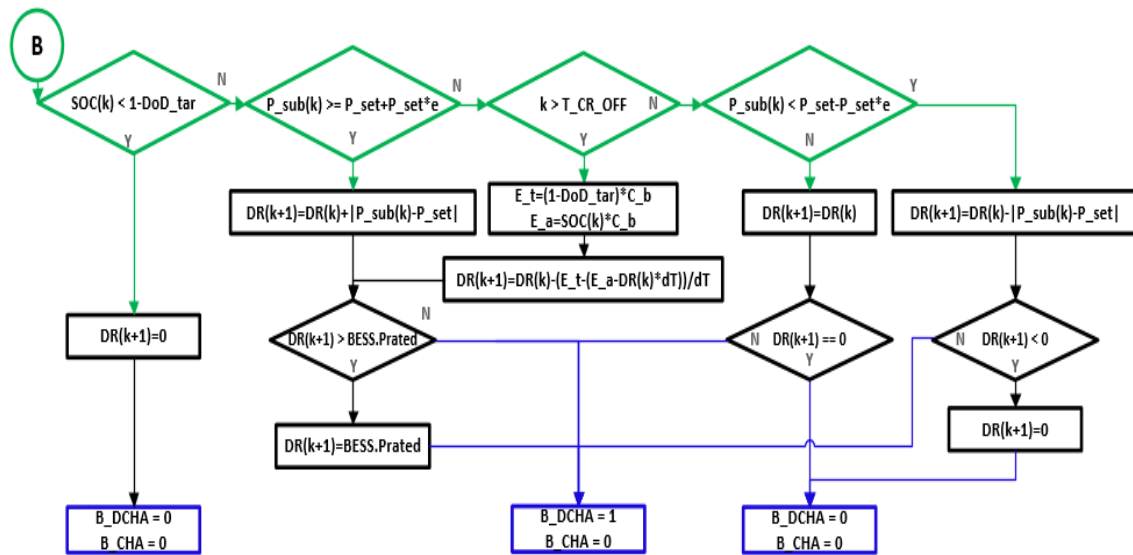 B
SOC(k) < 1-DoD_tar
N
Y
P_sub(k) >= P_set+P_set*e
N
Y
k > T_CR_OFF
N
Y
P_sub(k) < P_set-P_set*e
Y
N
DR(k+1)=DR(k)+|P_sub(k)-P_set|
E_t=(1-DoD_tar)*C_b
E_a=SOC(k)*C_b
DR(k+1)=DR(k)
DR(k+1)=DR(k)-|P_sub(k)-P_set|
DR(k+1)=DR(k)-(E_t-(E_a-DR(k)*dT))/dT
DR(k+1)=0
DR(k+1) > BESS.Prated
N
Y
DR(k+1) == 0
N
Y
DR(k+1) < 0
N
Y
DR(k+1)=BESS.Prated
DR(k+1)=0
B_DCHA = 0
B_CHA = 0
B_DCHA = 1
B_CHA = 0
B_DCHA = 0
B_CHA = 0